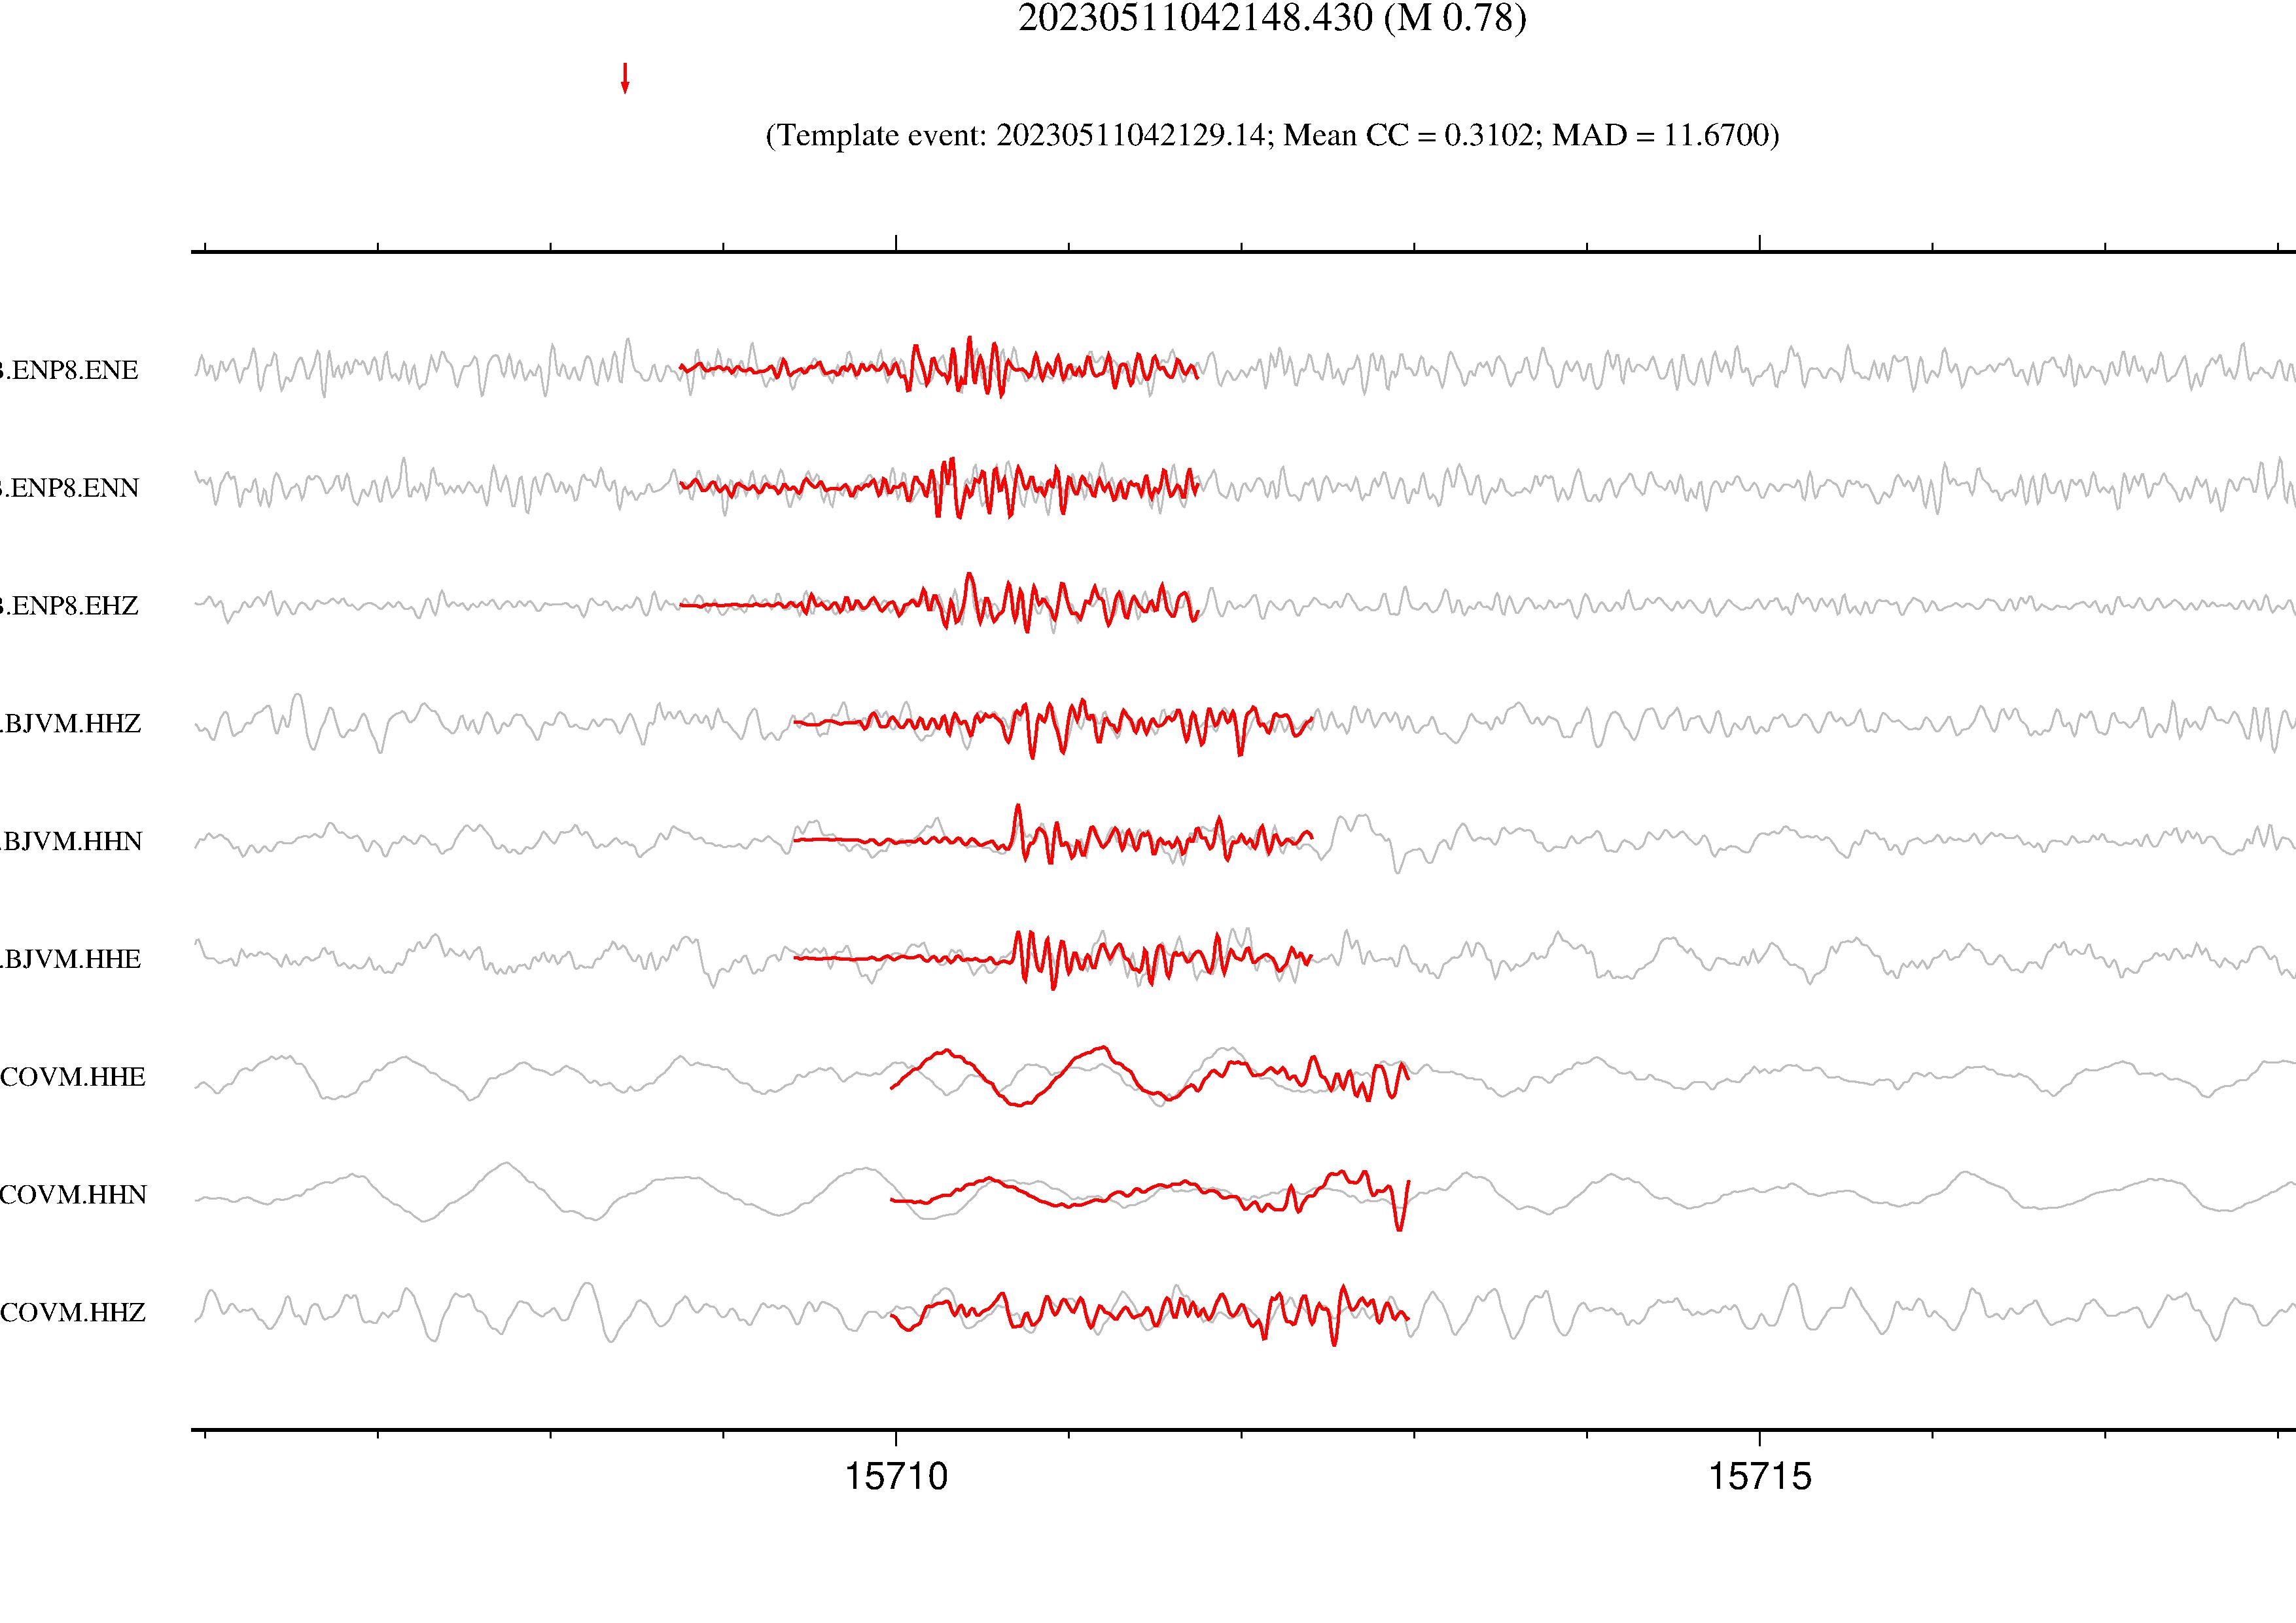 20230511042148.430 (M 0.78)
(Template event: 20230511042129.14; Mean CC = 0.3102; MAD = 11.6700)
.ENP8.ENE
.ENP8.ENN
.ENP8.EHZ
.BJVM.HHZ
.BJVM.HHN
.BJVM.HHE
COVM.HHE
COVM.HHN
COVM.HHZ
15710 15715